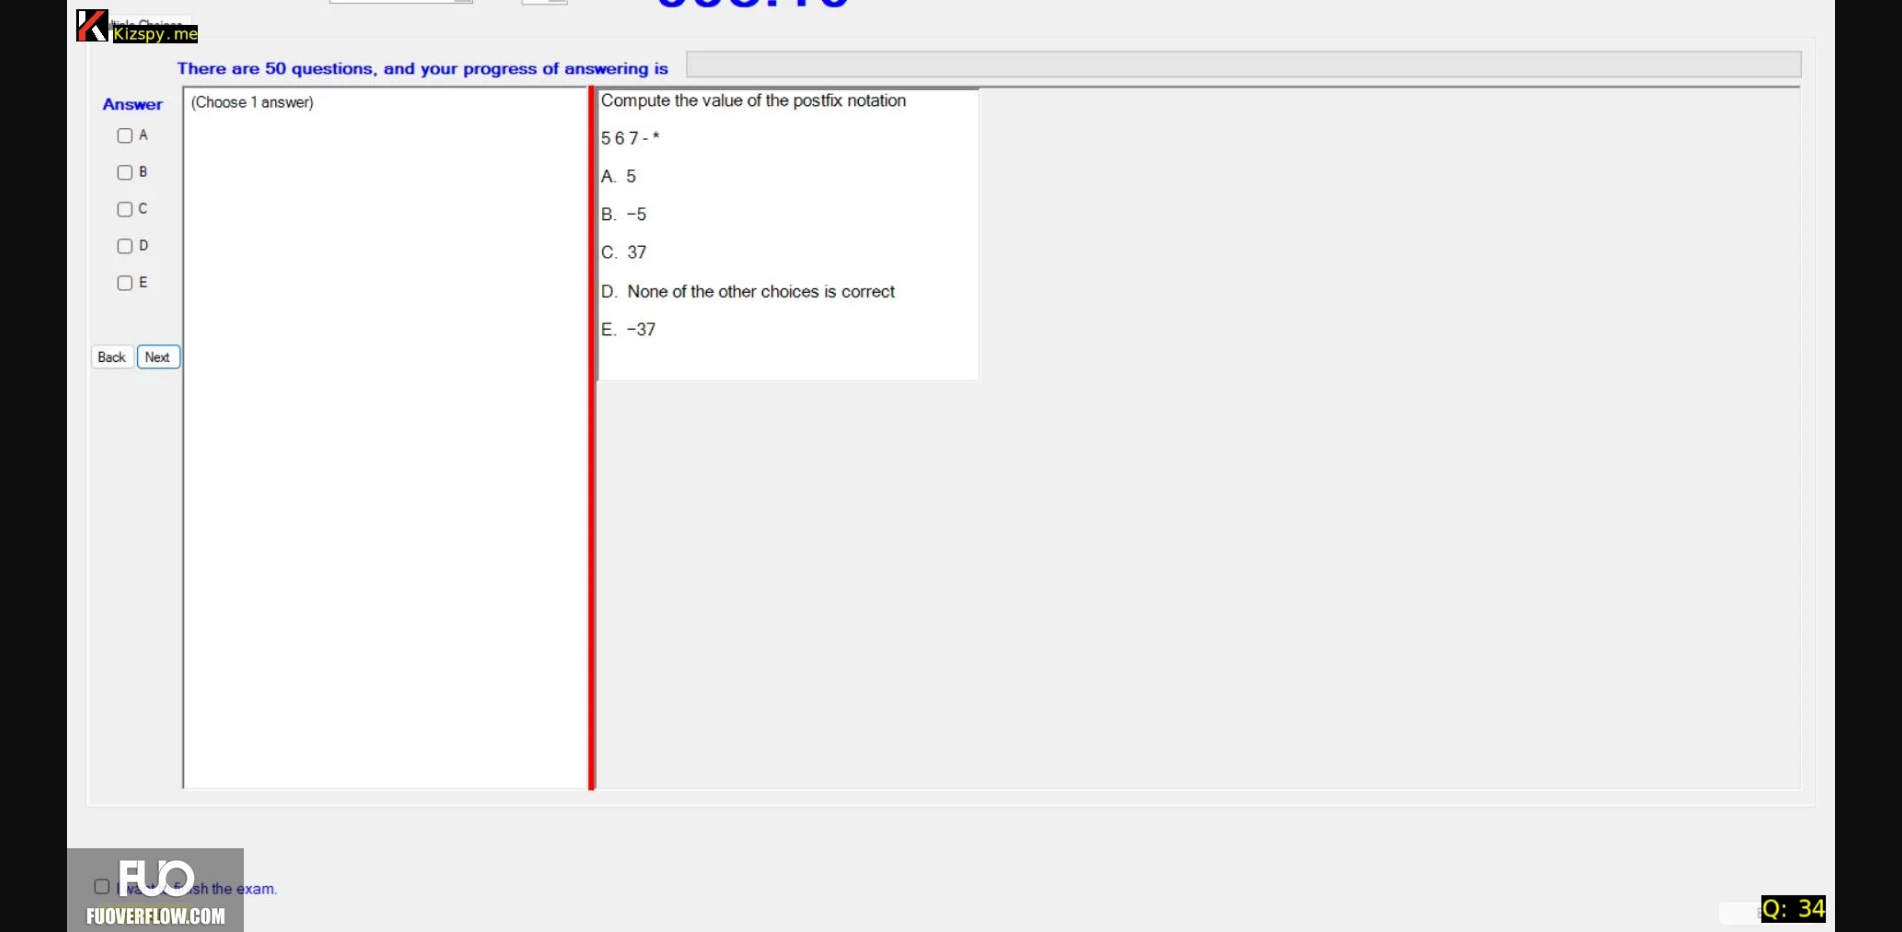 Kizspy.me
There are 50 questions, and your progress of answering is
Answer
(Choose 1 answer)
A
B
C
D
E
Back Next
Compute the value of the postfix notation
5 6 7 - *
A. 5
B. −5
C. 37
D. None of the other choices is correct
E. −37
FUO
the exam.
FUOVERFLOW.COM
Q: 34